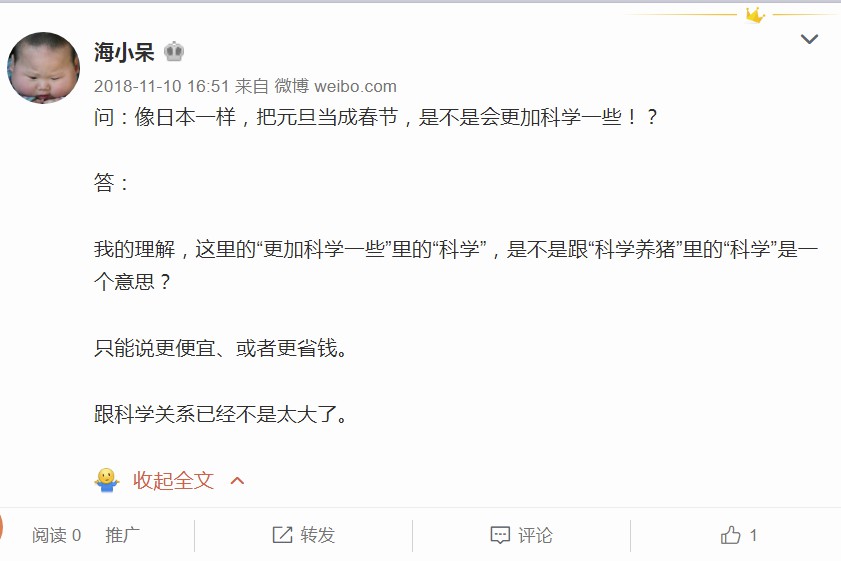 海小呆
2018-11-10 16:51 来自 微博 weibo.com
问：像日本一样，把元旦当成春节，是不是会更加科学一些！？
答：
我的理解，这里的“更加科学一些”里的“科学”，是不是跟“科学养猪”里的“科学”是一
个意思？
只能说更便宜、或者更省钱。
跟科学关系已经不是太大了。
收起全文
阅读 0 推广 转发 评论 1